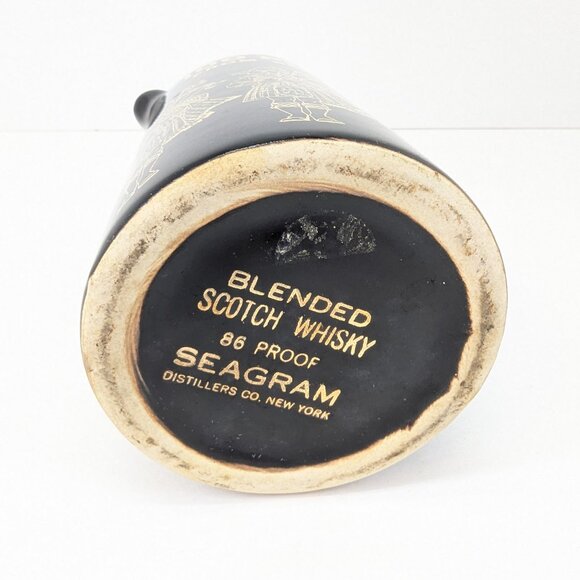 BLENDED
SCOTCH WHISKY
86 PROOF
SEAGRAM
DISTILLERS CO. NEW YORK